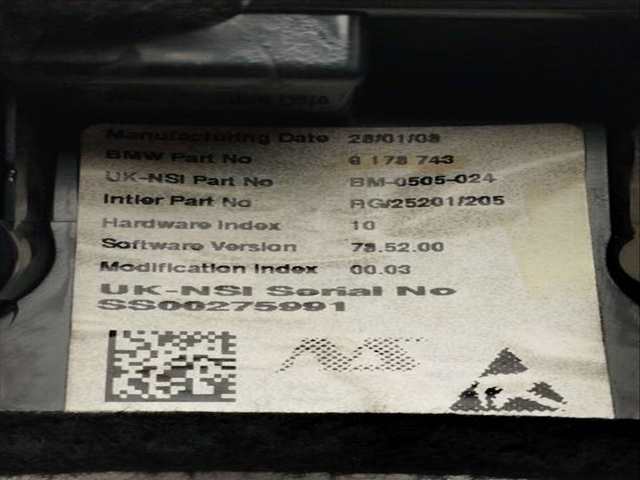 Manufacturing Date 28/01/08
BMW Part No 6 178 743
UK-NSI Part No BM-0505-024
Intier Part No RG/25201/205
Hardware Index 10
Software Version 78.52.00
Modification Index 00.03
UK-NSI Serial No
SS00275991
NS